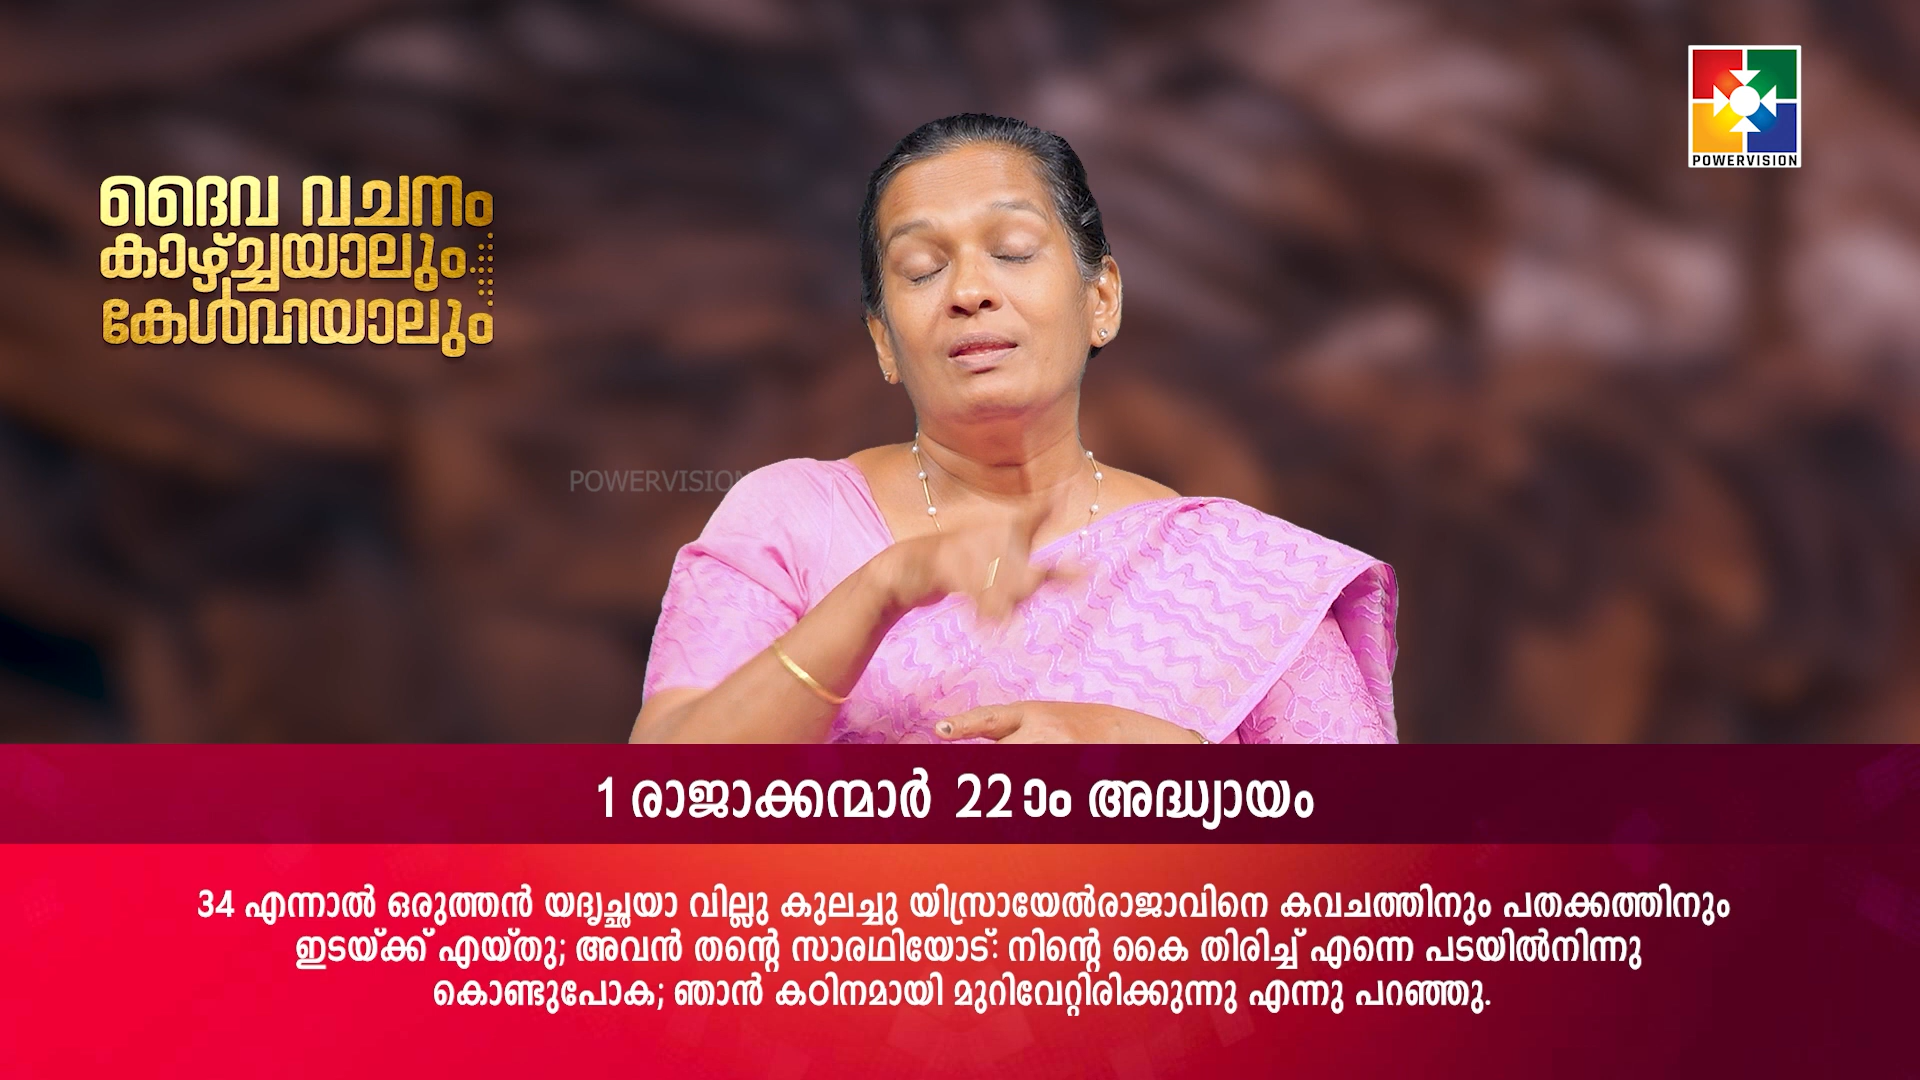 POWERVISION
ദൈവ വചനം
കാഴ്ച്ചയാലും
കേൾവിയാലും
POWERVISION
1 രാജാക്കന്മാർ 22ാം അദ്ധ്യായം
34 എന്നാൽ ഒരുത്തൻ യദൃച്ഛയാ വില്ലു കുലച്ചു യിസ്രായേൽരാജാവിനെ കവചത്തിനും പതക്കത്തിനും
ഇടയ്ക്ക് എയ്തു; അവൻ തന്റെ സാരഥിയോട്: നിന്റെ കൈ തിരിച്ച് എന്നെ പടയിൽനിന്നു
കൊണ്ടുപോക; ഞാൻ കഠിനമായി മുറിവേറ്റിരിക്കുന്നു എന്നു പറഞ്ഞു.